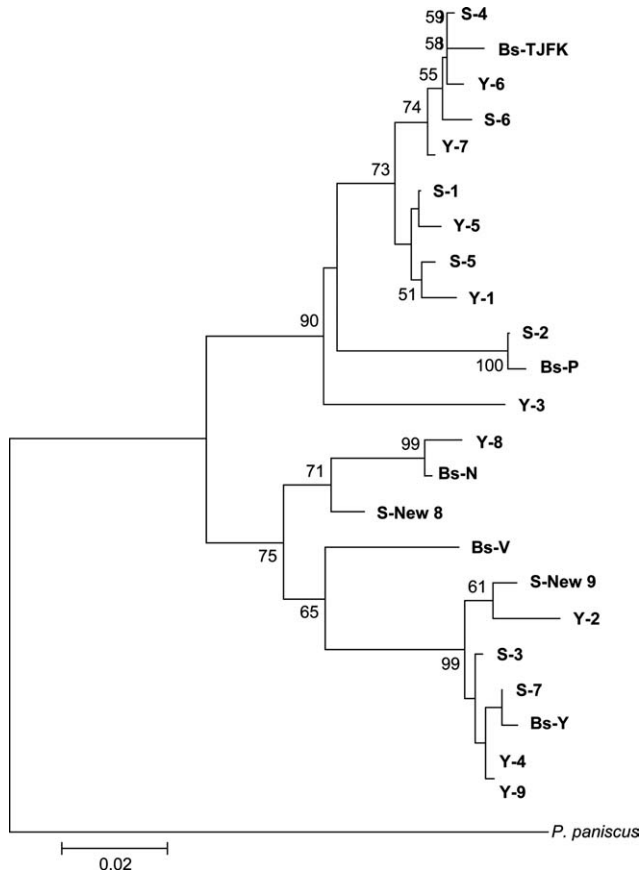 59
S-4
58
Bs-TJFK
55
Y-6
74
S-6
Y-7
73
S-1
Y-5
S-5
51
Y-1
90
S-2
100
Bs-P
Y-3
99
Y-8
71
Bs-N
S-New 8
75
Bs-V
S-New 9
61
65
Y-2
99
S-3
S-7
Bs-Y
Y-4
Y-9
P. paniscus
0.02